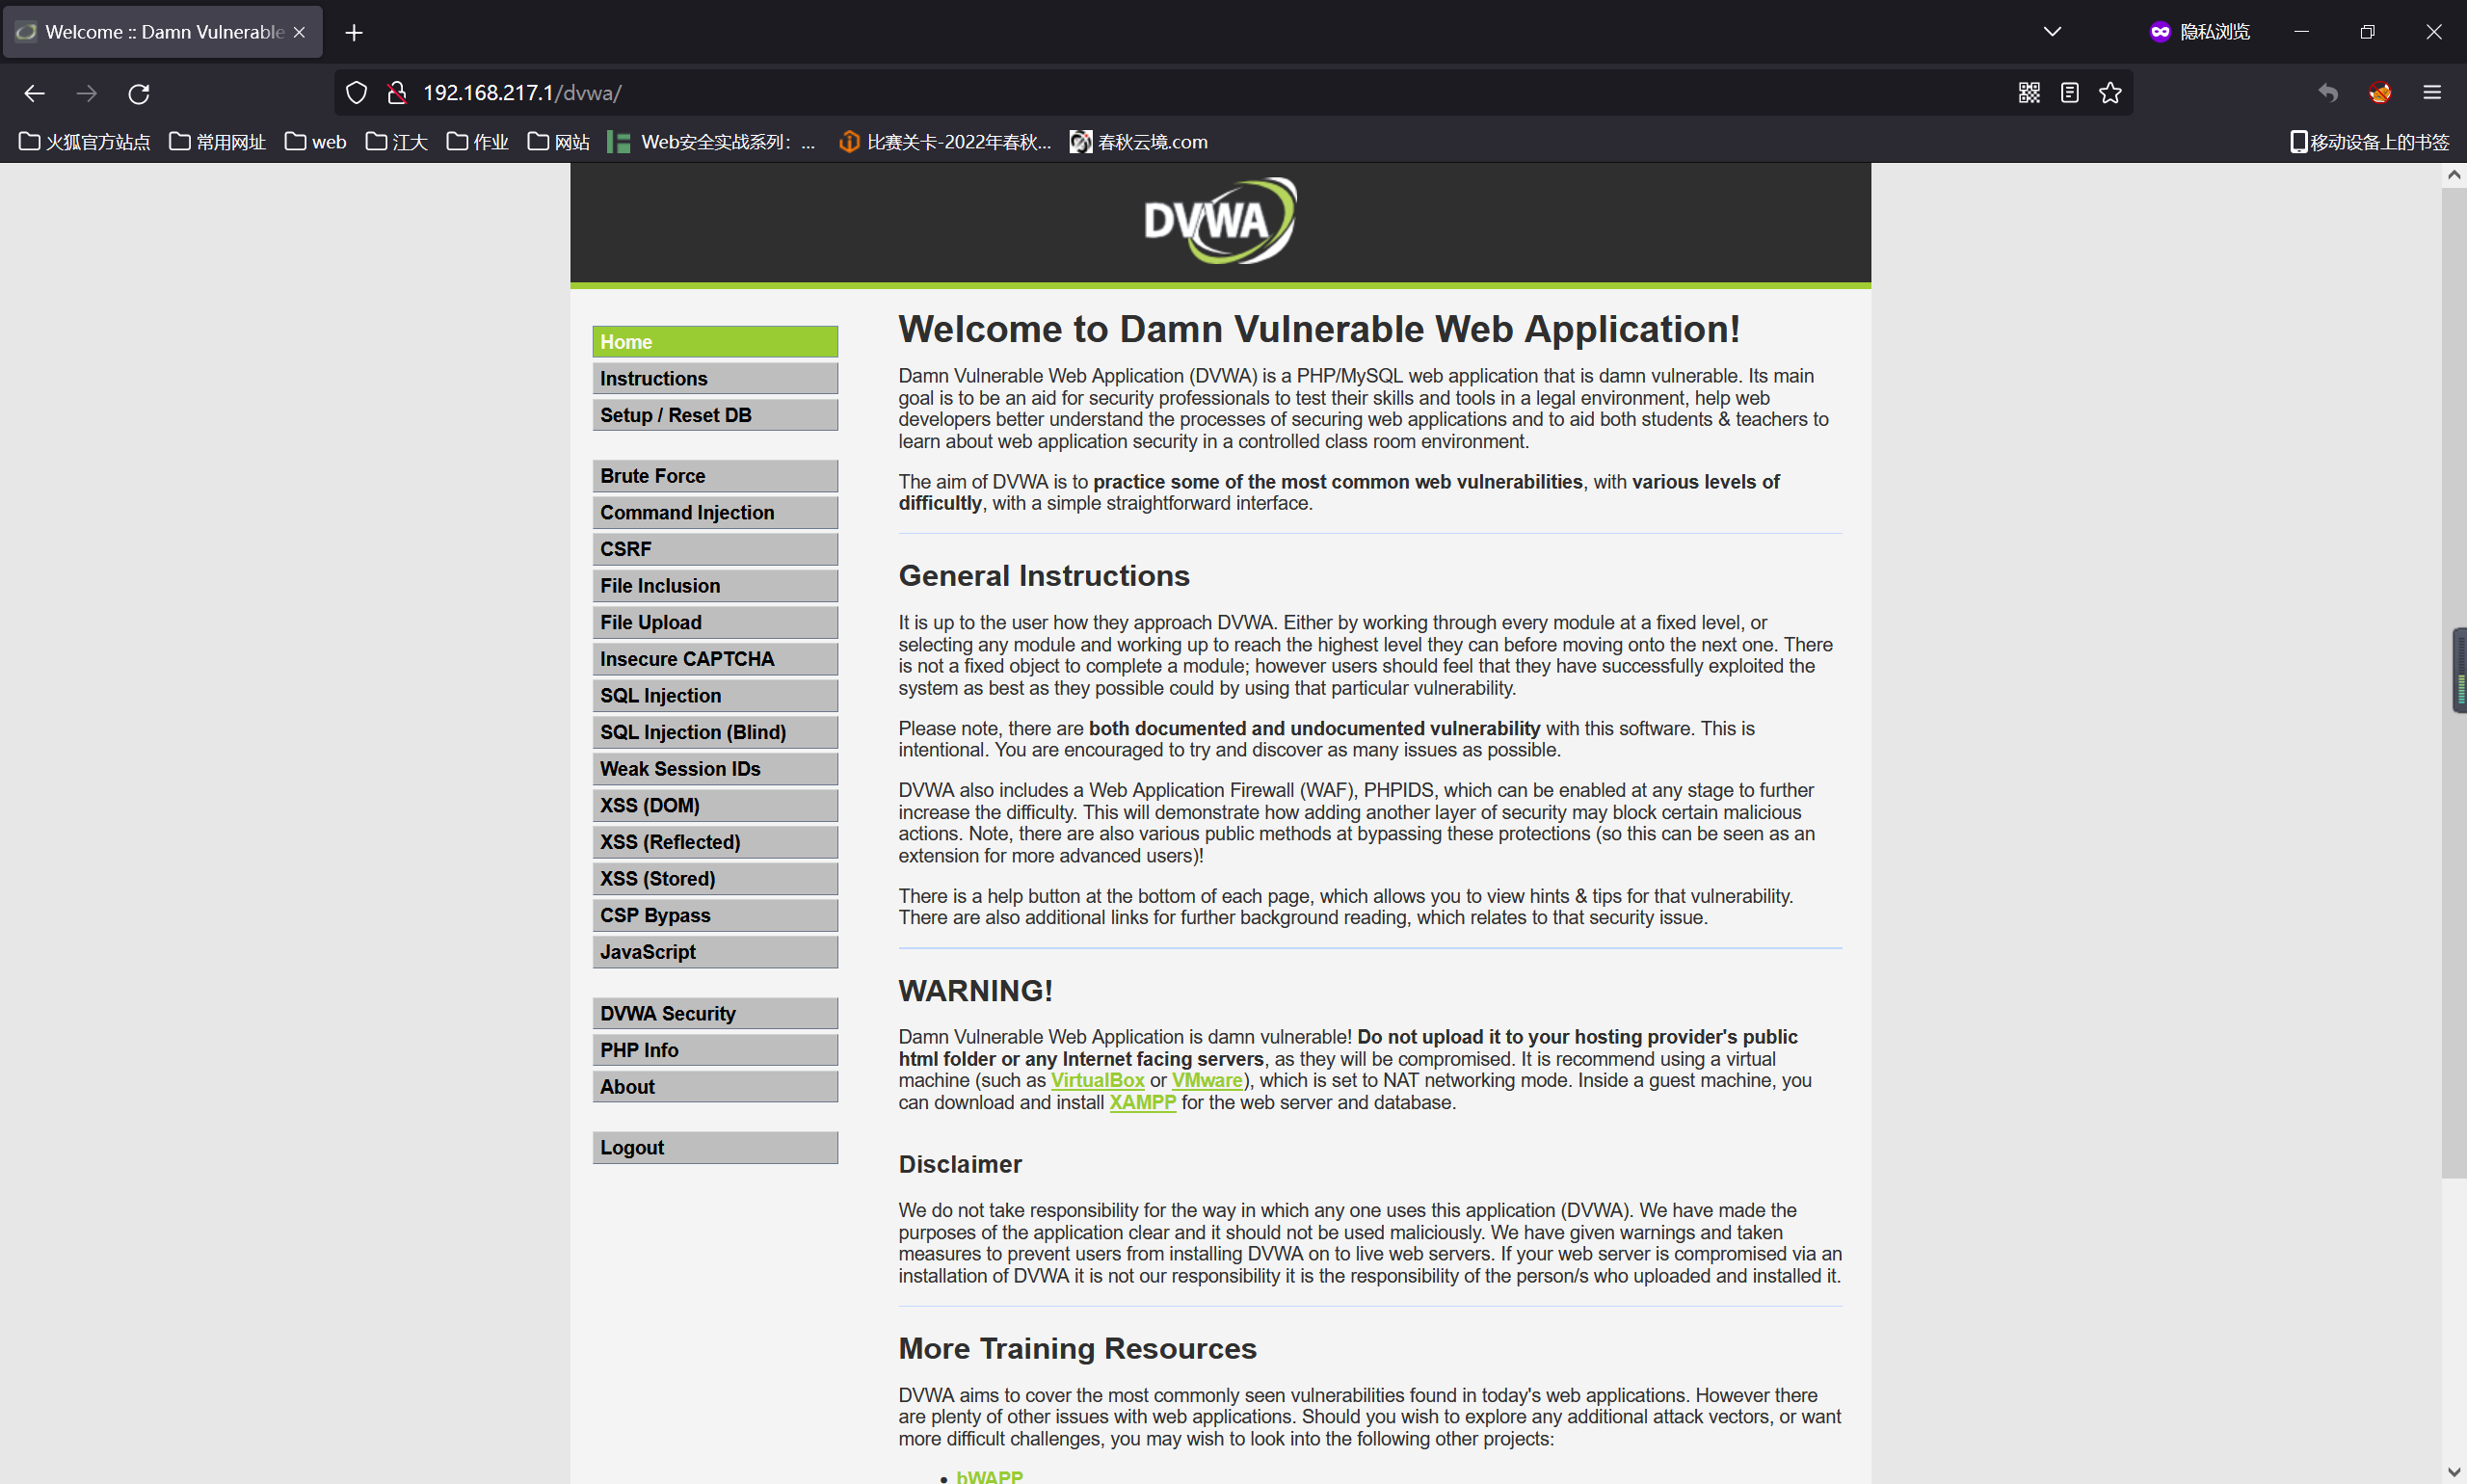 Welcome :: Damn Vulnerable
隐私浏览
192.168.217.1/dvwa/
火狐官方站点 常用网址 web 江大 作业 网站 Web安全实战系列：... 比赛关卡-2022年春秋... 春秋云境.com 移动设备上的书签
DVWA
Home
Instructions
Setup / Reset DB
Brute Force
Command Injection
CSRF
File Inclusion
File Upload
Insecure CAPTCHA
SQL Injection
SQL Injection (Blind)
Weak Session IDs
XSS (DOM)
XSS (Reflected)
XSS (Stored)
CSP Bypass
JavaScript
DVWA Security
PHP Info
About
Logout
Welcome to Damn Vulnerable Web Application!
Damn Vulnerable Web Application (DVWA) is a PHP/MySQL web application that is damn vulnerable. Its main
goal is to be an aid for security professionals to test their skills and tools in a legal environment, help web
developers better understand the processes of securing web applications and to aid both students & teachers to
learn about web application security in a controlled class room environment.
The aim of DVWA is to practice some of the most common web vulnerabilities, with various levels of
difficultly, with a simple straightforward interface.
General Instructions
It is up to the user how they approach DVWA. Either by working through every module at a fixed level, or
selecting any module and working up to reach the highest level they can before moving onto the next one. There
is not a fixed object to complete a module; however users should feel that they have successfully exploited the
system as best as they possible could by using that particular vulnerability.
Please note, there are both documented and undocumented vulnerability with this software. This is
intentional. You are encouraged to try and discover as many issues as possible.
DVWA also includes a Web Application Firewall (WAF), PHPIDS, which can be enabled at any stage to further
increase the difficulty. This will demonstrate how adding another layer of security may block certain malicious
actions. Note, there are also various public methods at bypassing these protections (so this can be seen as an
extension for more advanced users)!
There is a help button at the bottom of each page, which allows you to view hints & tips for that vulnerability.
There are also additional links for further background reading, which relates to that security issue.
WARNING!
Damn Vulnerable Web Application is damn vulnerable! Do not upload it to your hosting provider's public
html folder or any Internet facing servers, as they will be compromised. It is recommend using a virtual
machine (such as VirtualBox or VMware), which is set to NAT networking mode. Inside a guest machine, you
can download and install XAMPP for the web server and database.
Disclaimer
We do not take responsibility for the way in which any one uses this application (DVWA). We have made the
purposes of the application clear and it should not be used maliciously. We have given warnings and taken
measures to prevent users from installing DVWA on to live web servers. If your web server is compromised via an
installation of DVWA it is not our responsibility it is the responsibility of the person/s who uploaded and installed it.
More Training Resources
DVWA aims to cover the most commonly seen vulnerabilities found in today's web applications. However there
are plenty of other issues with web applications. Should you wish to explore any additional attack vectors, or want
more difficult challenges, you may wish to look into the following other projects:
• bWAPP